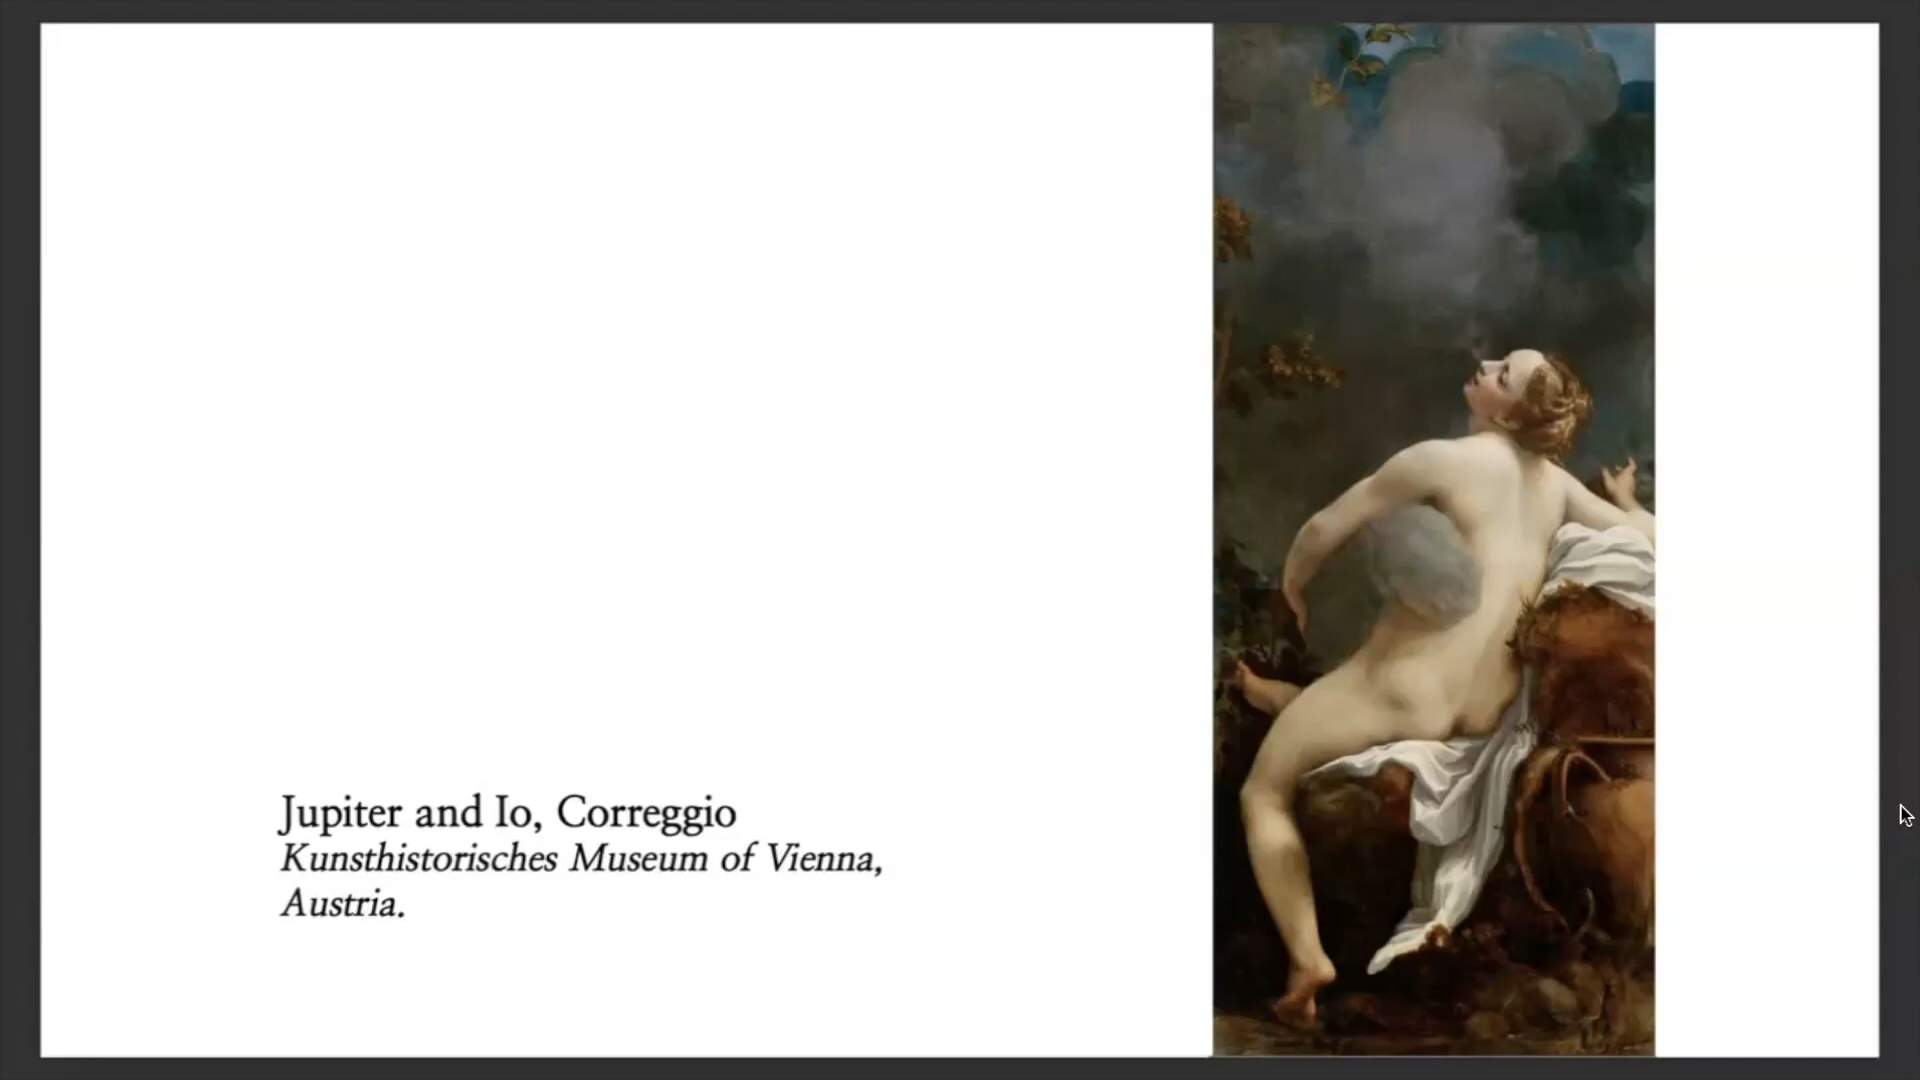 Jupiter and Io, Correggio
Kunsthistorisches Museum of Vienna,
Austria.